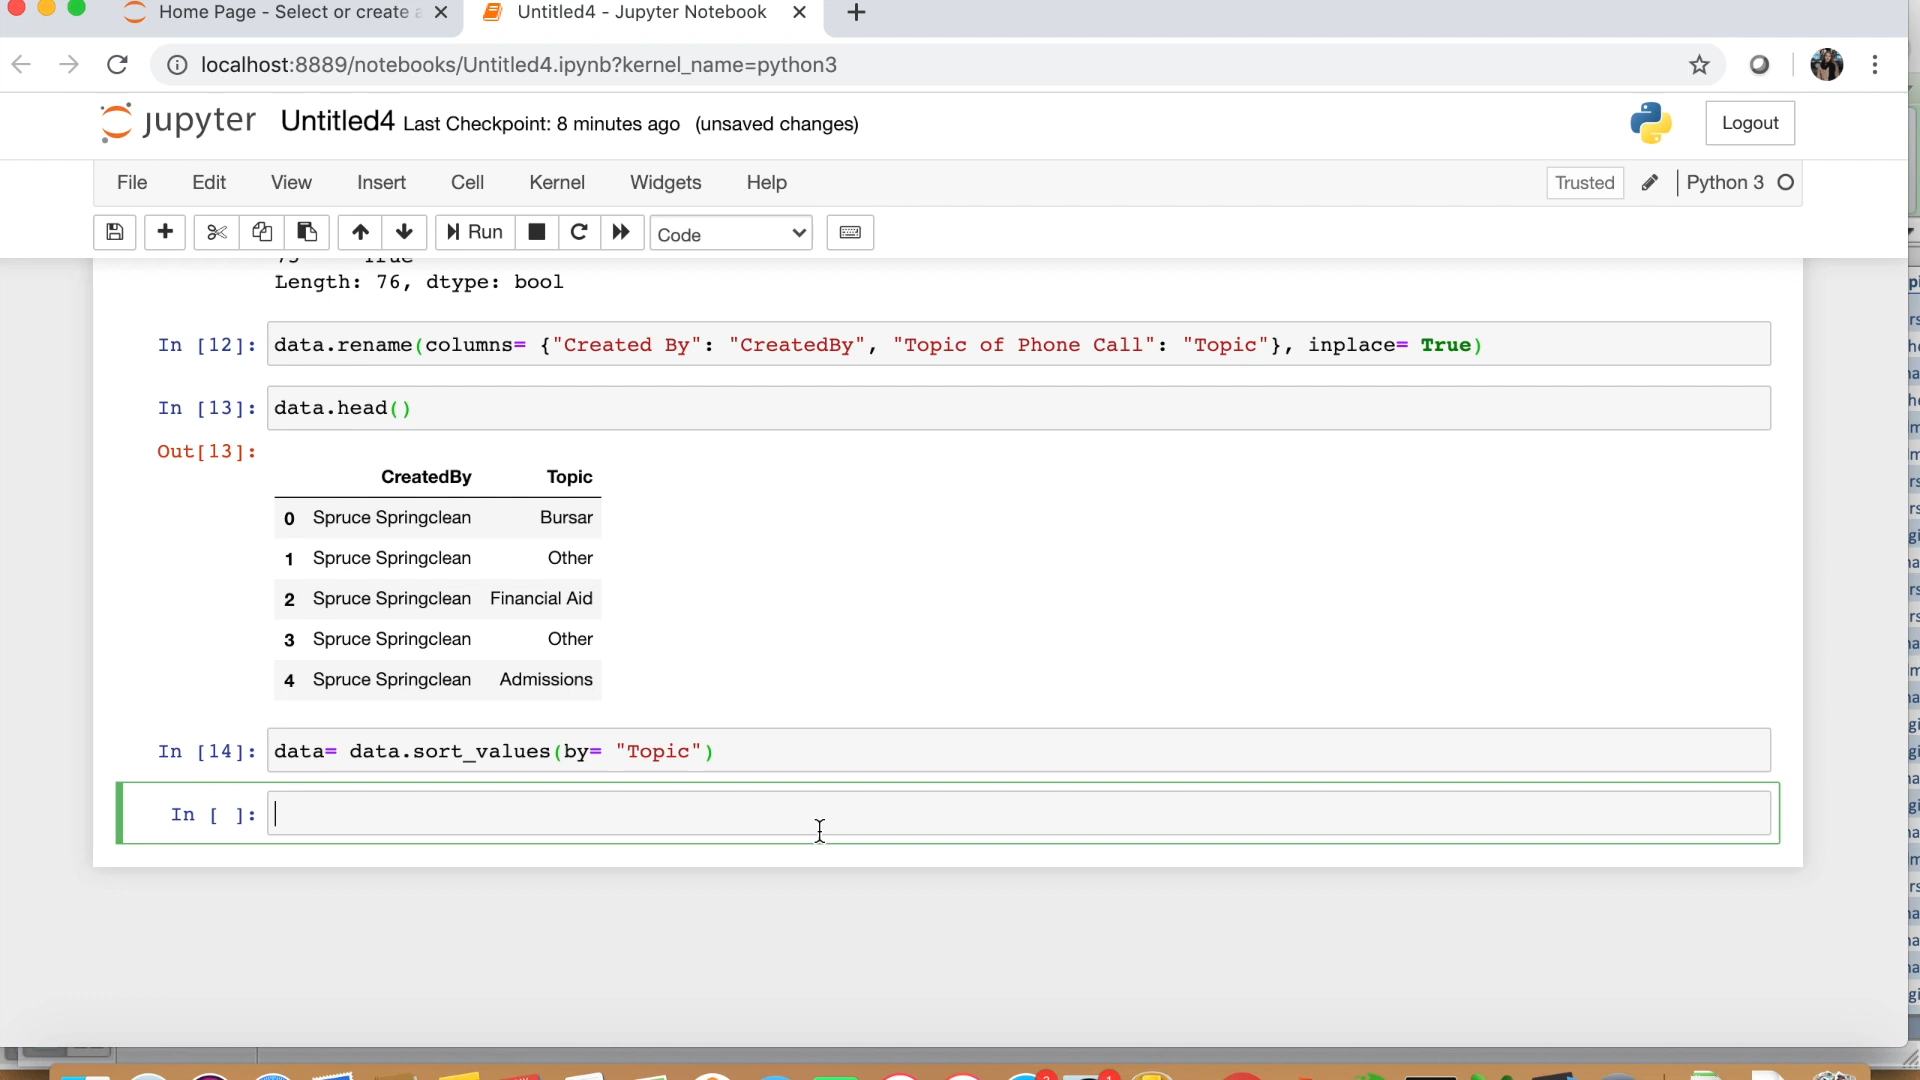 Home Page - Select or create a
Untitled4 - Jupyter Notebook
localhost:8889/notebooks/Untitled4.ipynb?kernel_name=python3
jupyter Untitled4 Last Checkpoint: 8 minutes ago (unsaved changes)
Logout
File Edit View Insert Cell Kernel Widgets Help
Trusted Python 3
Run Code
75 True
Length: 76, dtype: bool
In [12]: data.rename(columns= {"Created By": "CreatedBy", "Topic of Phone Call": "Topic"}, inplace= True)
In [13]: data.head()
Out[13]:
CreatedBy Topic
0 Spruce Springclean Bursar
1 Spruce Springclean Other
2 Spruce Springclean Financial Aid
3 Spruce Springclean Other
4 Spruce Springclean Admissions
In [14]: data= data.sort_values(by= "Topic")
In [ ]: